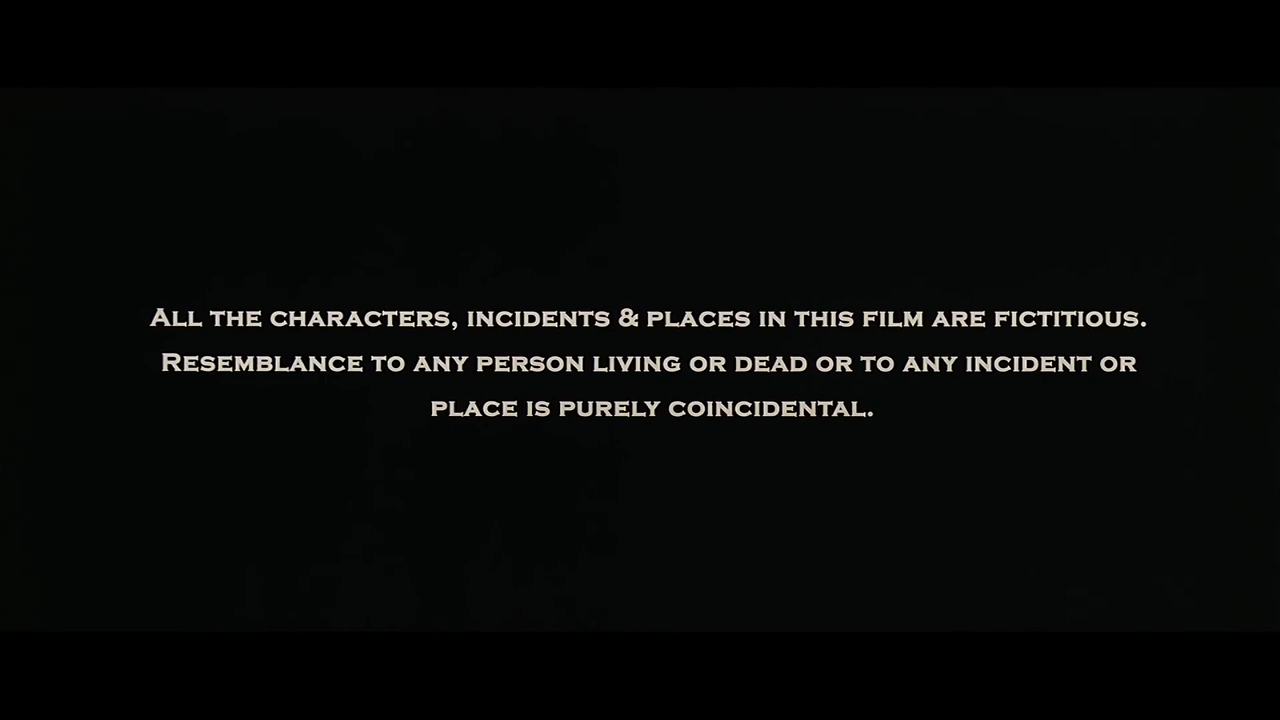 All the characters, incidents & places in this film are fictitious.
Resemblance to any person living or dead or to any incident or
place is purely coincidental.